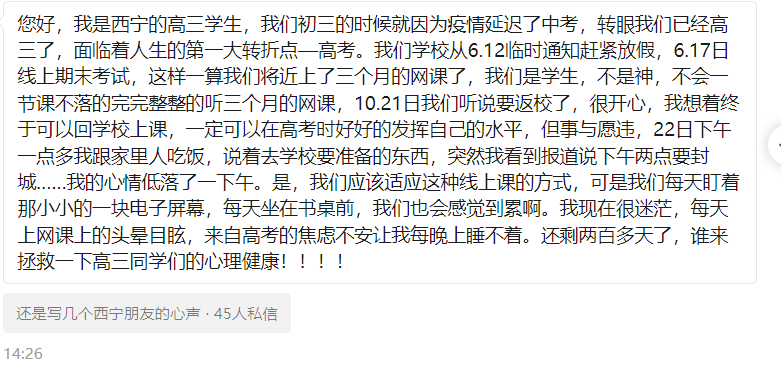 您好，我是西宁的高三学生，我们初三的时候就因为疫情延迟了中考，转眼我们已经高
三了，面临着人生的第一大转折点—高考。我们学校从6.12临时通知赶紧放假，6.17日
线上期末考试，这样一算我们将近上了三个月的网课了，我们是学生，不是神，不会一
节课不落的完完整整的听三个月的网课，10.21日我们听说要返校了，很开心，我想着终
于可以回学校上课，一定可以在高考时好好的发挥自己的水平，但事与愿违，22日下午
一点多我跟家里人吃饭，说着去学校要准备的东西，突然我看到报道说下午两点要封
城......我的心情低落了一下午。是，我们应该适应这种线上课的方式，可是我们每天盯着
那小小的一块电子屏幕，每天坐在书桌前，我们也会感觉到累啊。我现在很迷茫，每天
上网课上的头晕目眩，来自高考的焦虑不安让我每晚上睡不着。还剩两百多天了，谁来
拯救一下高三同学们的心理健康！！！！
还是写几个西宁朋友的心声 · 45人私信
14:26